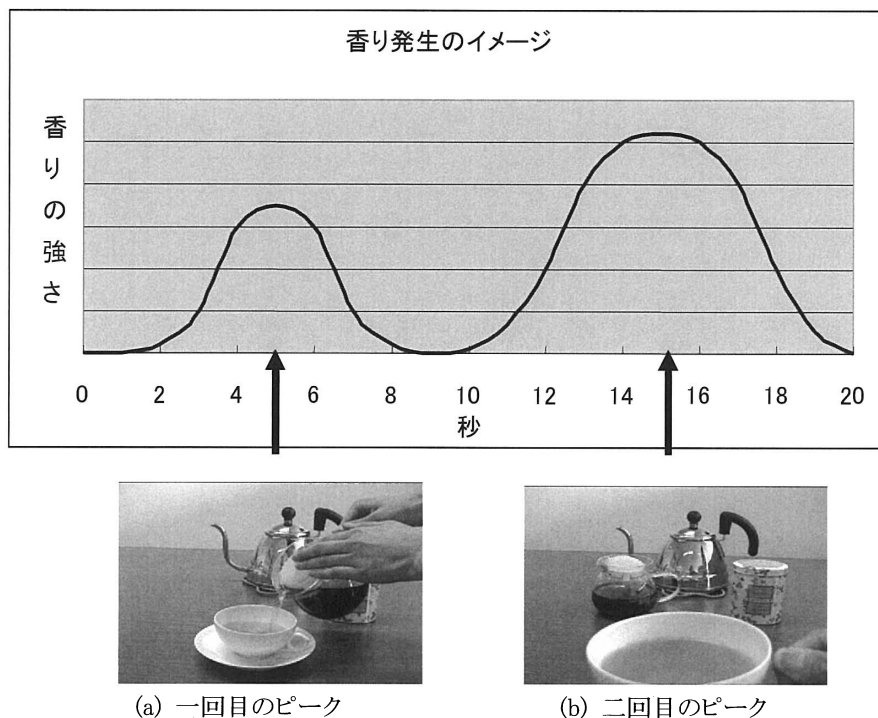 香り発生のイメージ
香りの強さ
0 2 4 6 8 10 12 14 16 18 20
秒
(a) 一回目のピーク
(b) 二回目のピーク